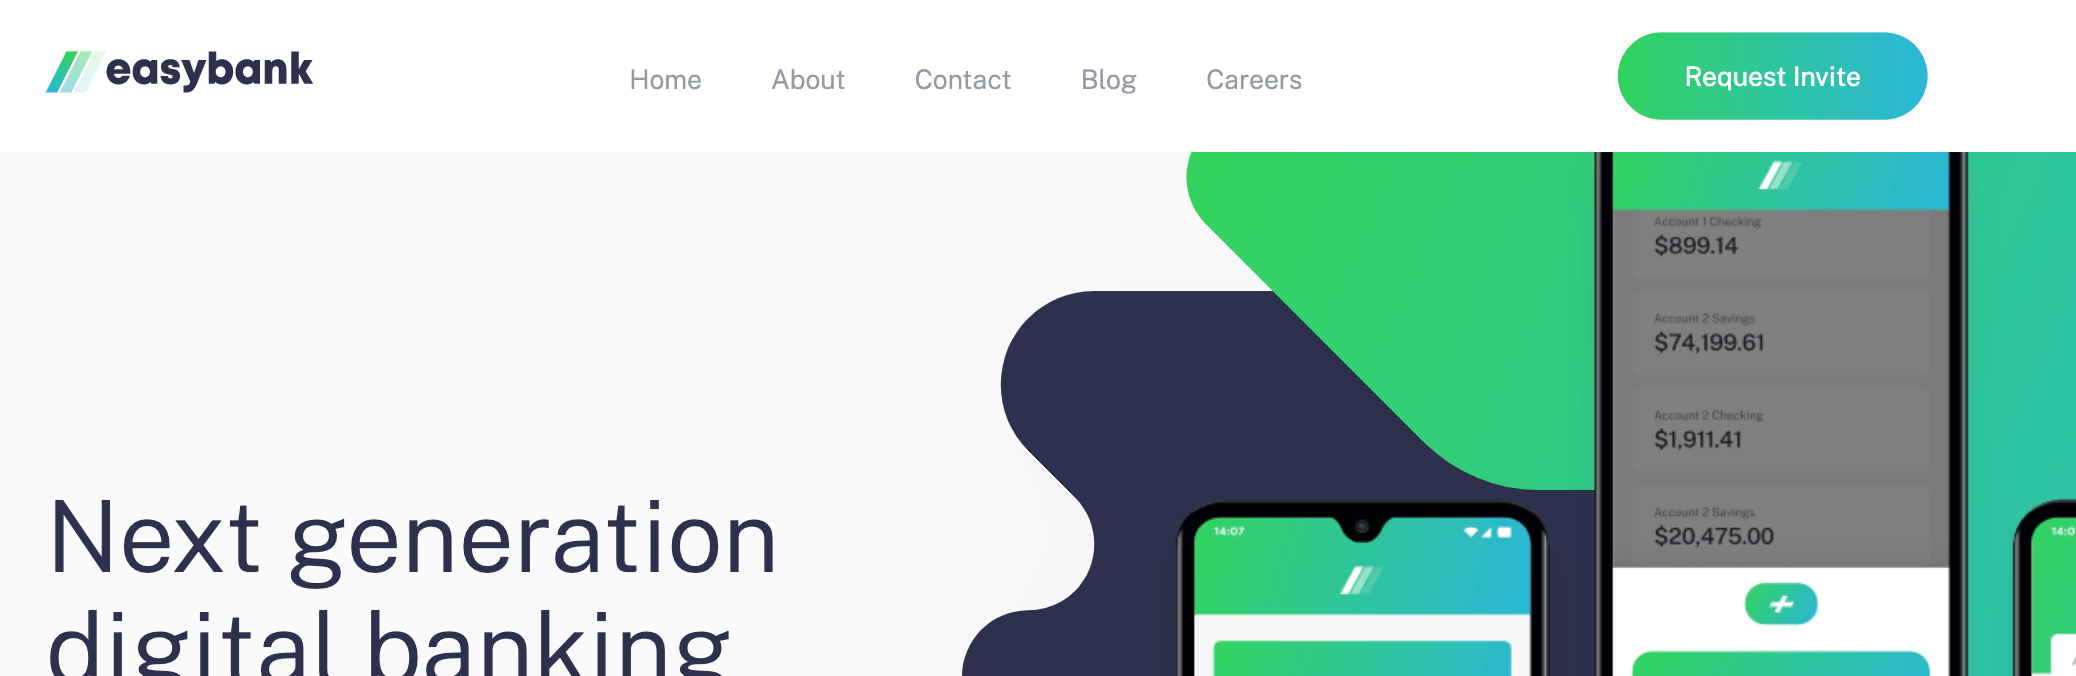 easybank
Home About Contact Blog Careers
Request Invite
Account 1 Checking
$899.14
Account 2 Savings
$74,199.61
Account 2 Checking
$1,911.41
Account 2 Savings
$20,475.00
Next generation
digital banking
14:07